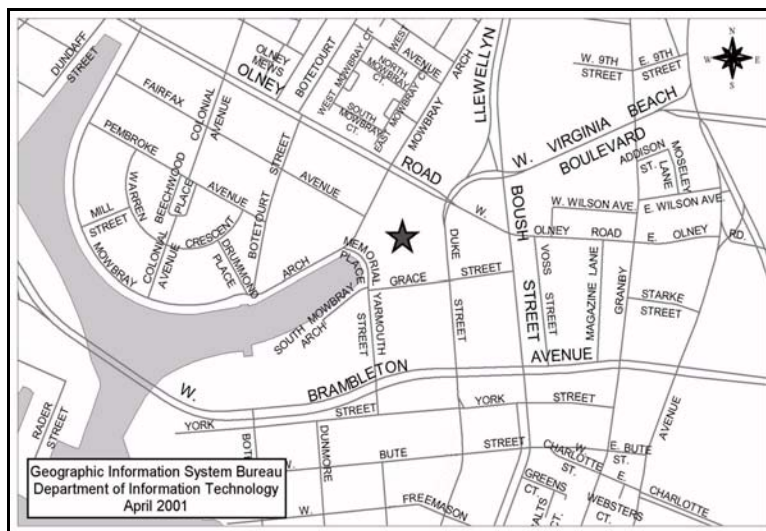 DUNDAFF
STREET
OLNEY
MEWS
OLNEY
ROAD
BOTETOURT
STREET
WEST
AVENUE
NORTH
MOWBRAY
CT.
WEST MOWBRAY CT.
SOUTH
MOWBRAY
CT.
EAST MOWBRAY CT.
MOWBRAY
ARCH
LLEWELLYN
W. 9TH
STREET
E. 9TH
STREET
N
W
E
S
FAIRFAX
AVENUE
COLONIAL
AVENUE
PEMBROKE
AVENUE
W. VIRGINIA BEACH
BOULEVARD
ADDISON
ST.
LANE
MOSELEY
W. WILSON AVE.
E. WILSON AVE.
W. OLNEY ROAD
E. OLNEY RD.
BEECHWOOD
PLACE
WARREN
CRESCENT
MILL
STREET
MOWBRAY
ARCH
COLONIAL
AVENUE
DRUMMOND
PLACE
BOTETOURT
MEMORIAL
PLACE
GRACE STREET
DUKE
STREET
BOUSH
STREET
VOSS
STREET
MAGAZINE LANE
GRANBY
STARKE
STREET
SOUTH MOWBRAY
ARCH
YARMOUTH
STREET
W. BRAMBLETON AVENUE
AVENUE
RADER
STREET
YORK STREET
YORK STREET
BOT
DUNMORE
W. BUTE STREET
W.
CHARLOTTE
ST.
E. BUTE
ST.
E.
CHARLOTTE
GREENS
CT.
WEBSTERS
CT.
CT.
W. FREEMASON
Geographic Information System Bureau
Department of Information Technology
April 2001